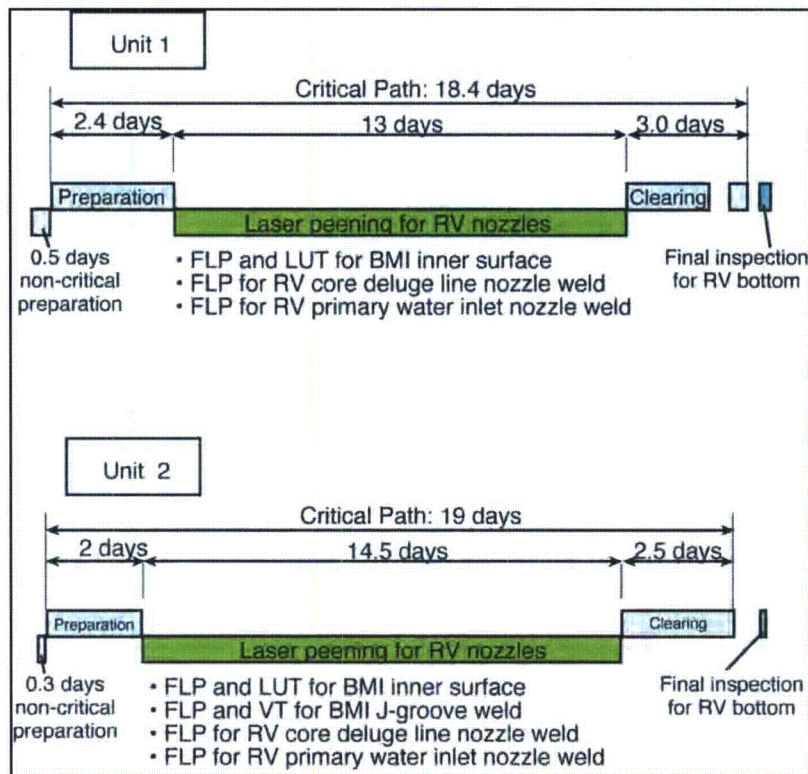 Unit 1
Critical Path: 18.4 days
2.4 days
13 days
3.0 days
Preparation
Clearing
Laser peening for RV nozzles
0.5 days
non-critical
preparation
• FLP and LUT for BMI inner surface
• FLP for RV core deluge line nozzle weld
• FLP for RV primary water inlet nozzle weld
Final inspection
for RV bottom
Unit 2
Critical Path: 19 days
2 days
14.5 days
2.5 days
Preparation
Clearing
Laser peening for RV nozzles
0.3 days
non-critical
preparation
• FLP and LUT for BMI inner surface
• FLP and VT for BMI J-groove weld
• FLP for RV core deluge line nozzle weld
• FLP for RV primary water inlet nozzle weld
Final inspection
for RV bottom